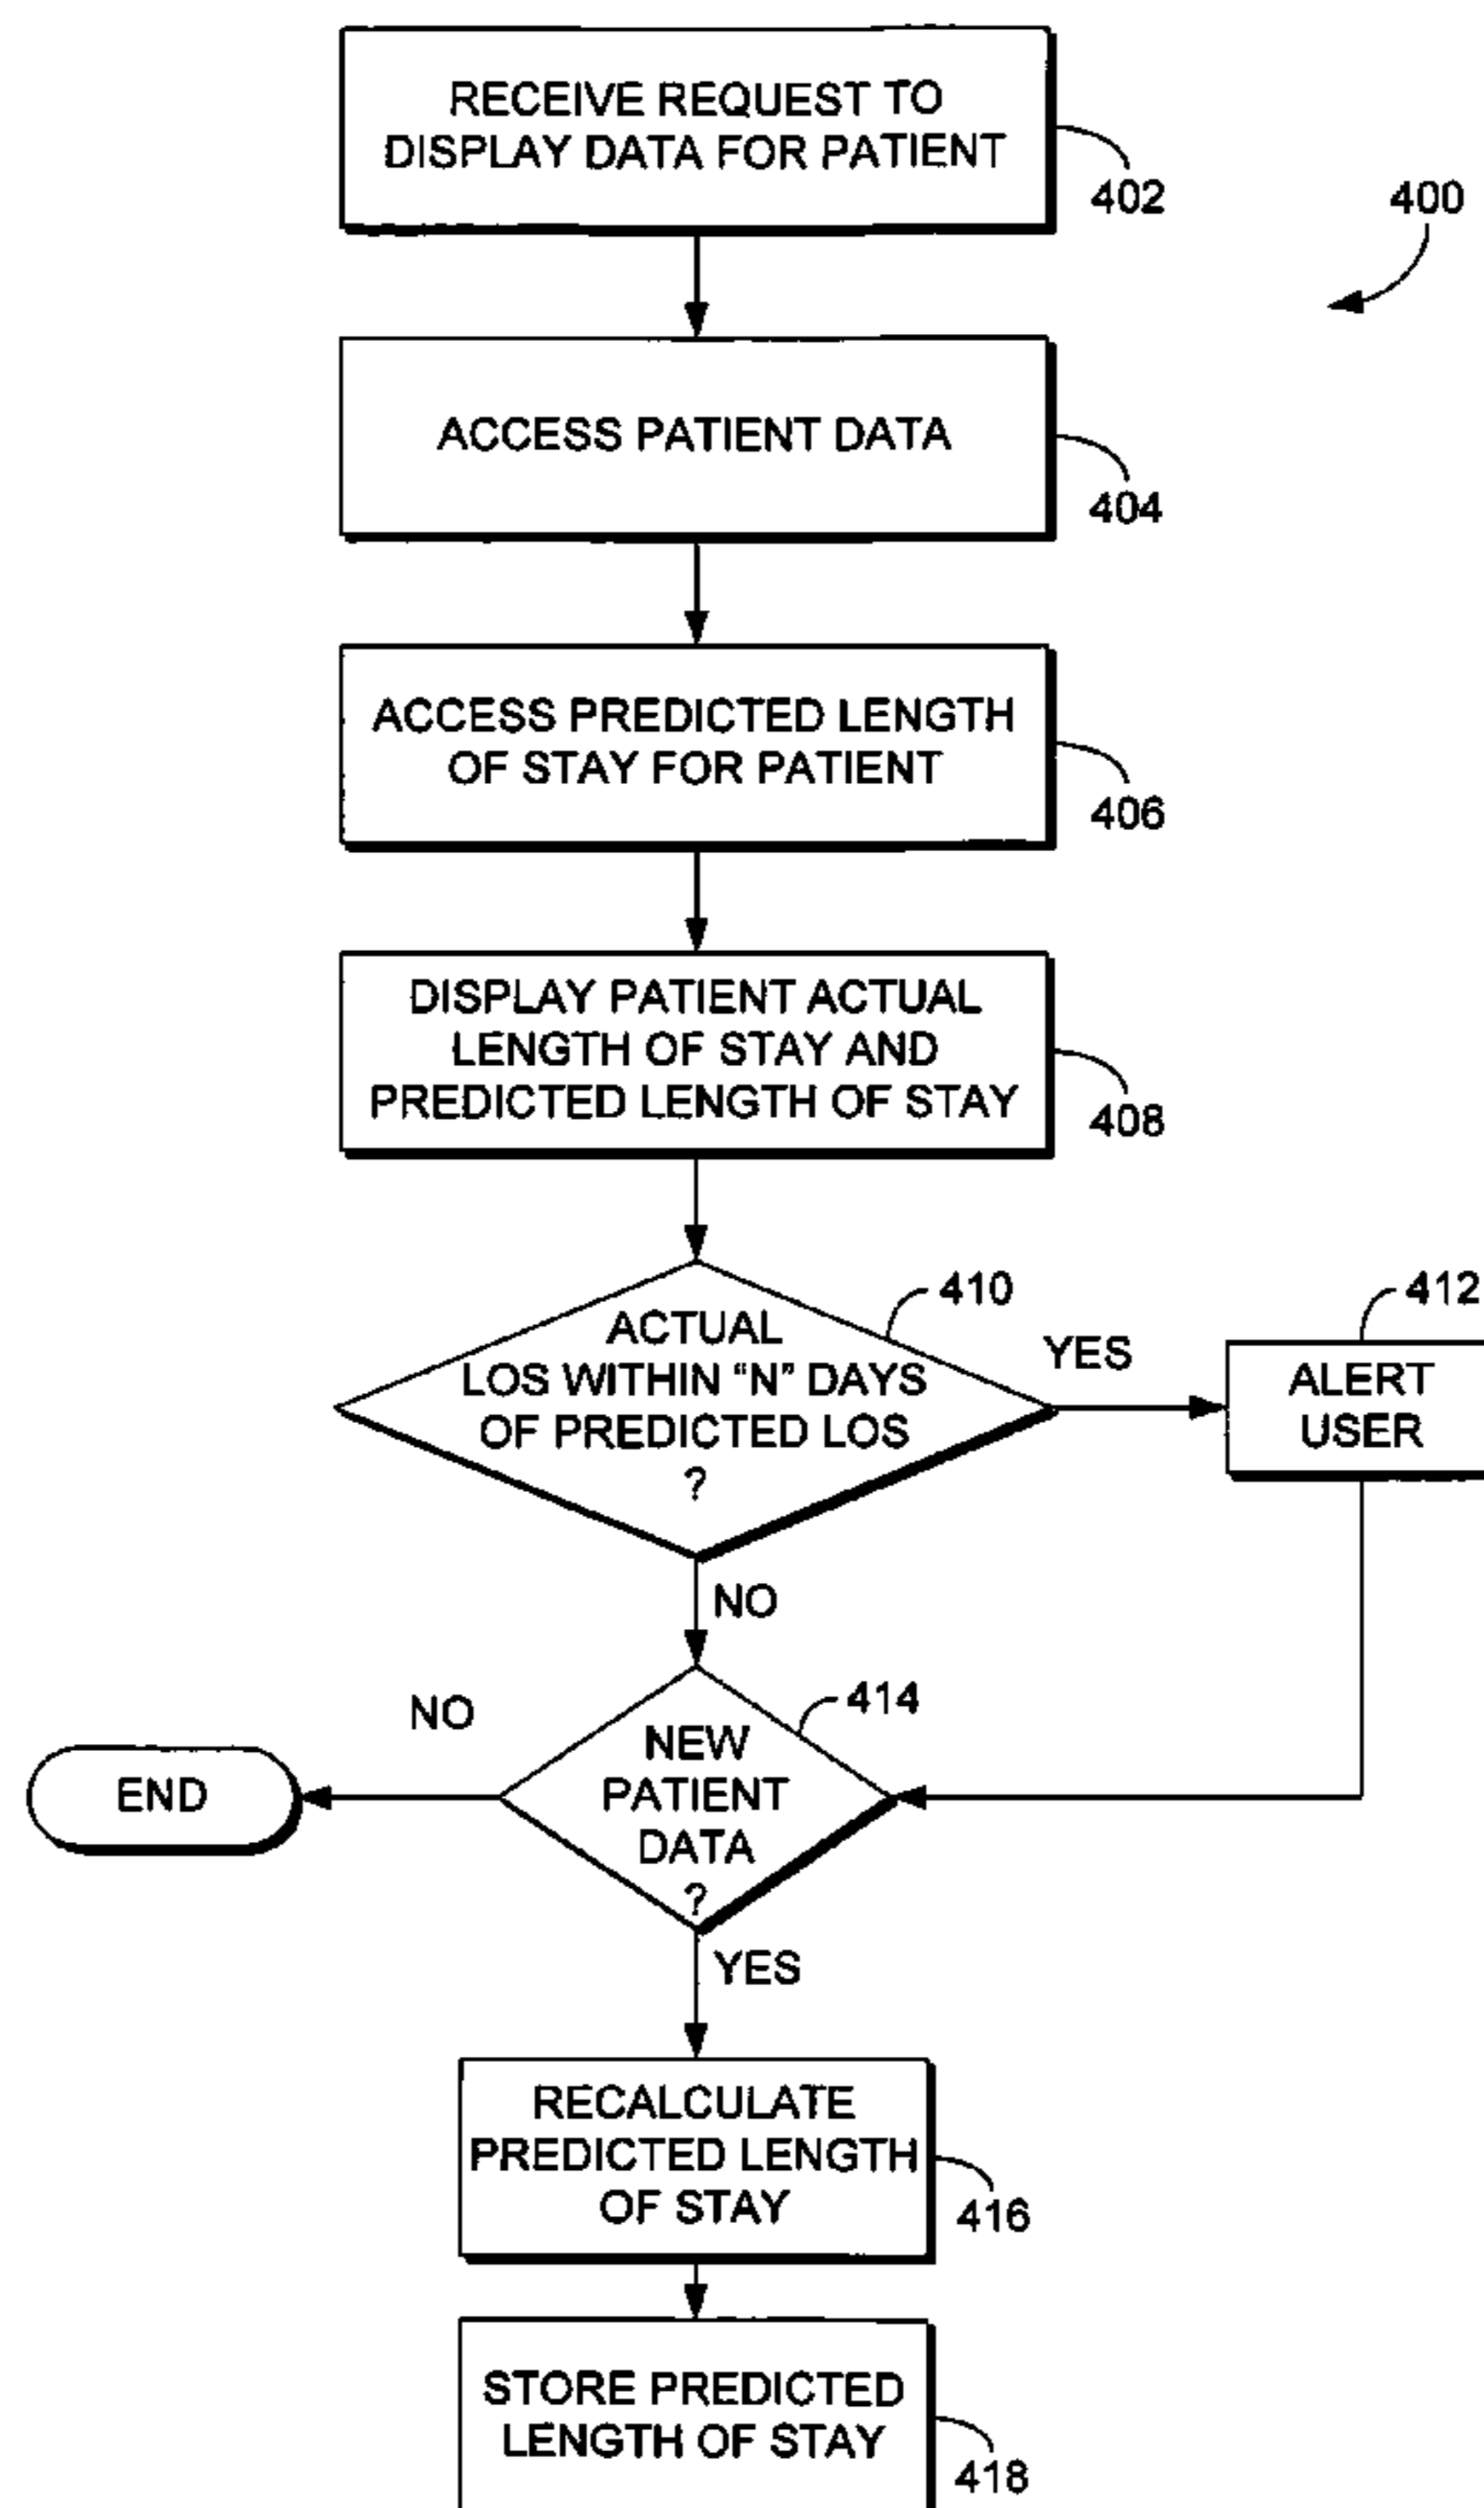 RECEIVE REQUEST TO
DISPLAY DATA FOR PATIENT
402
400
ACCESS PATIENT DATA
404
ACCESS PREDICTED LENGTH
OF STAY FOR PATIENT
406
DISPLAY PATIENT ACTUAL
LENGTH OF STAY AND
PREDICTED LENGTH OF STAY
408
ACTUAL
LOS WITHIN “N” DAYS
OF PREDICTED LOS
?
410
YES
412
ALERT
USER
NO
NEW
PATIENT
DATA
?
414
NO
END
YES
RECALCULATE
PREDICTED LENGTH
OF STAY
416
STORE PREDICTED
LENGTH OF STAY
418